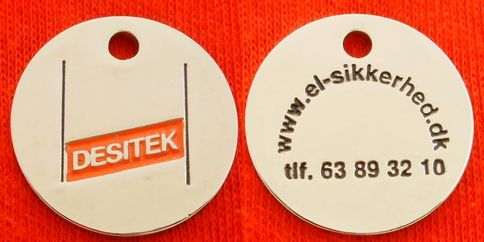 DESITEK
www.el-sikkerhed.dk
tlf. 63 89 32 10